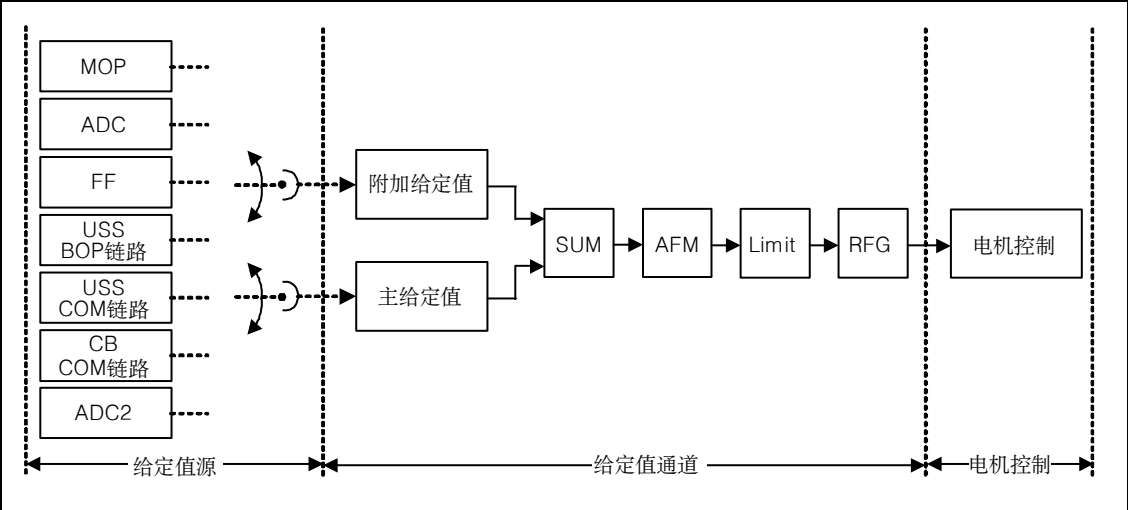 MOP
ADC
FF
USS
BOP链路
USS
COM链路
CB
COM链路
ADC2
附加给定值
主给定值
SUM
AFM
Limit
RFG
电机控制
给定值源
给定值通道
电机控制